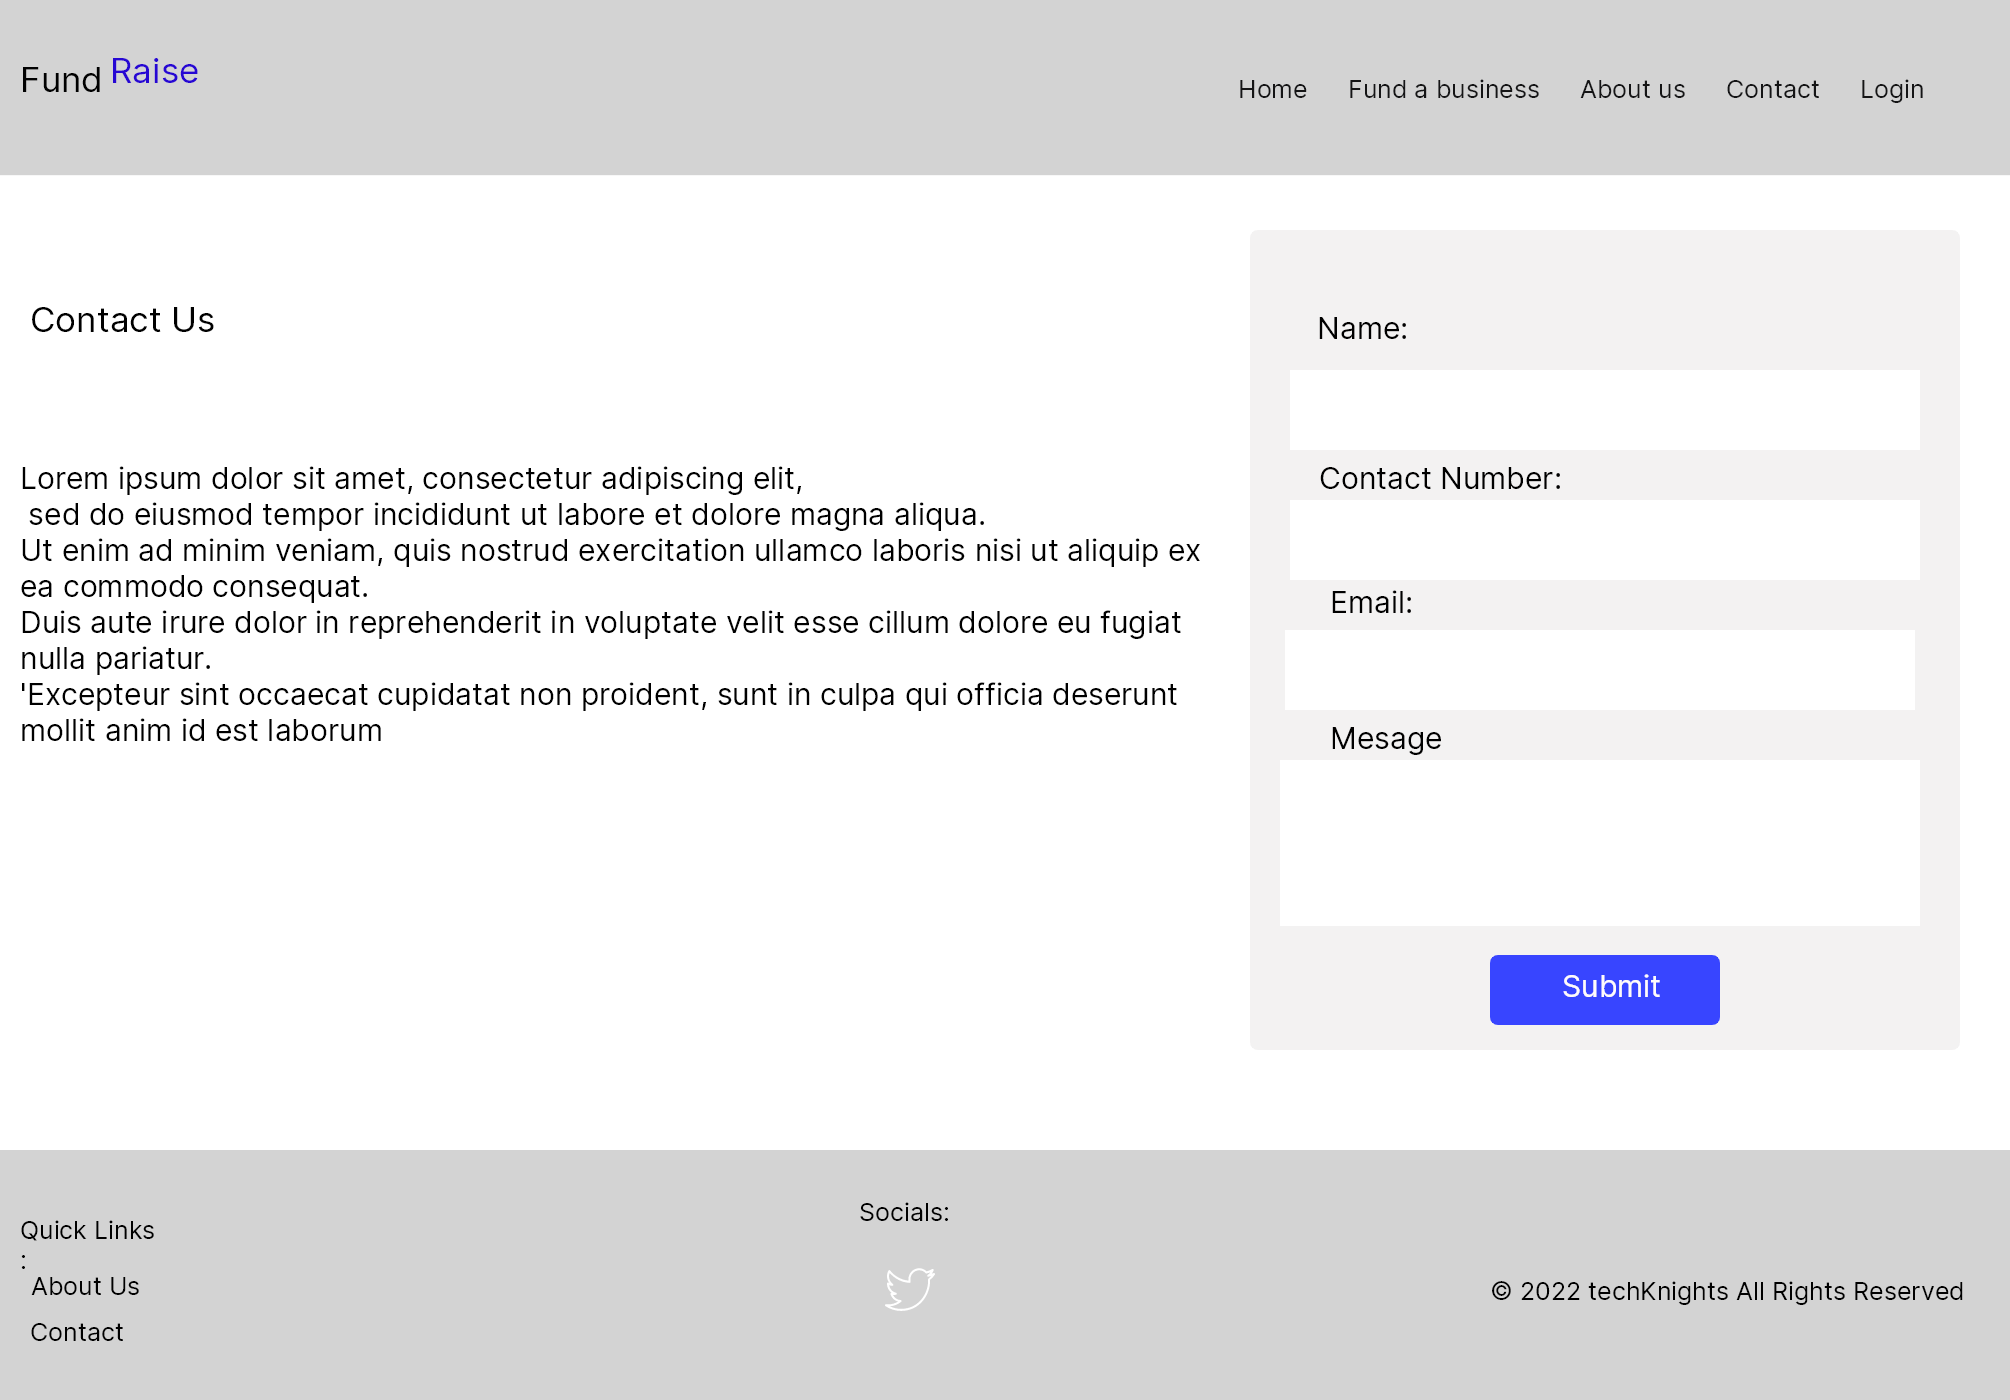 Fund Raise
Home Fund a business About us Contact Login
Contact Us
Lorem ipsum dolor sit amet, consectetur adipiscing elit,
sed do eiusmod tempor incididunt ut labore et dolore magna aliqua.
Ut enim ad minim veniam, quis nostrud exercitation ullamco laboris nisi ut aliquip ex
ea commodo consequat.
Duis aute irure dolor in reprehenderit in voluptate velit esse cillum dolore eu fugiat
nulla pariatur.
'Excepteur sint occaecat cupidatat non proident, sunt in culpa qui officia deserunt
mollit anim id est laborum
Name:
Contact Number:
Email:
Mesage
Submit
Quick Links
:
About Us
Contact
Socials:
© 2022 techKnights All Rights Reserved